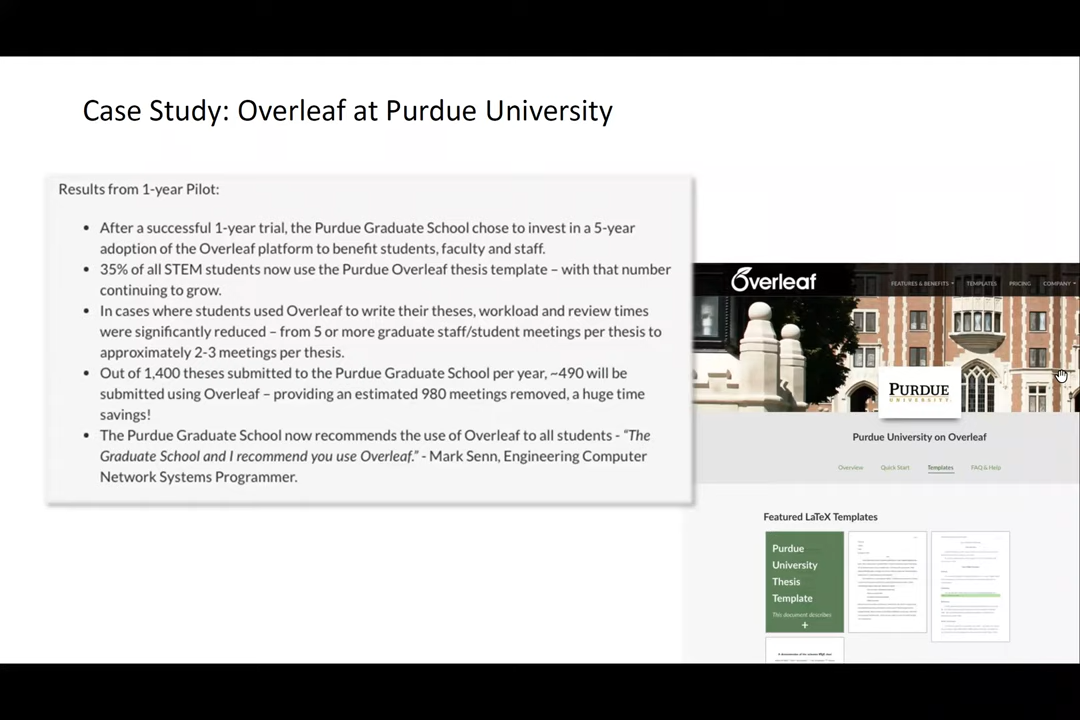 Case Study: Overleaf at Purdue University
Results from 1-year Pilot:
• After a successful 1-year trial, the Purdue Graduate School chose to invest in a 5-year
adoption of the Overleaf platform to benefit students, faculty and staff.
• 35% of all STEM students now use the Purdue Overleaf thesis template – with that number
continuing to grow.
• In cases where students used Overleaf to write their theses, workload and review times
were significantly reduced – from 5 or more graduate staff/student meetings per thesis to
approximately 2-3 meetings per thesis.
• Out of 1,400 theses submitted to the Purdue Graduate School per year, ~490 will be
submitted using Overleaf – providing an estimated 980 meetings removed, a huge time
savings!
• The Purdue Graduate School now recommends the use of Overleaf to all students - “The
Graduate School and I recommend you use Overleaf.” - Mark Senn, Engineering Computer
Network Systems Programmer.
Overleaf
FEATURES & BENEFITS TEMPLATES PRICING COMPANY
PURDUE
UNIVERSITY
Purdue University on Overleaf
Overview Quick Start Templates FAQ & Help
Featured LaTeX Templates
Purdue
University
Thesis
Template
This document describes
+